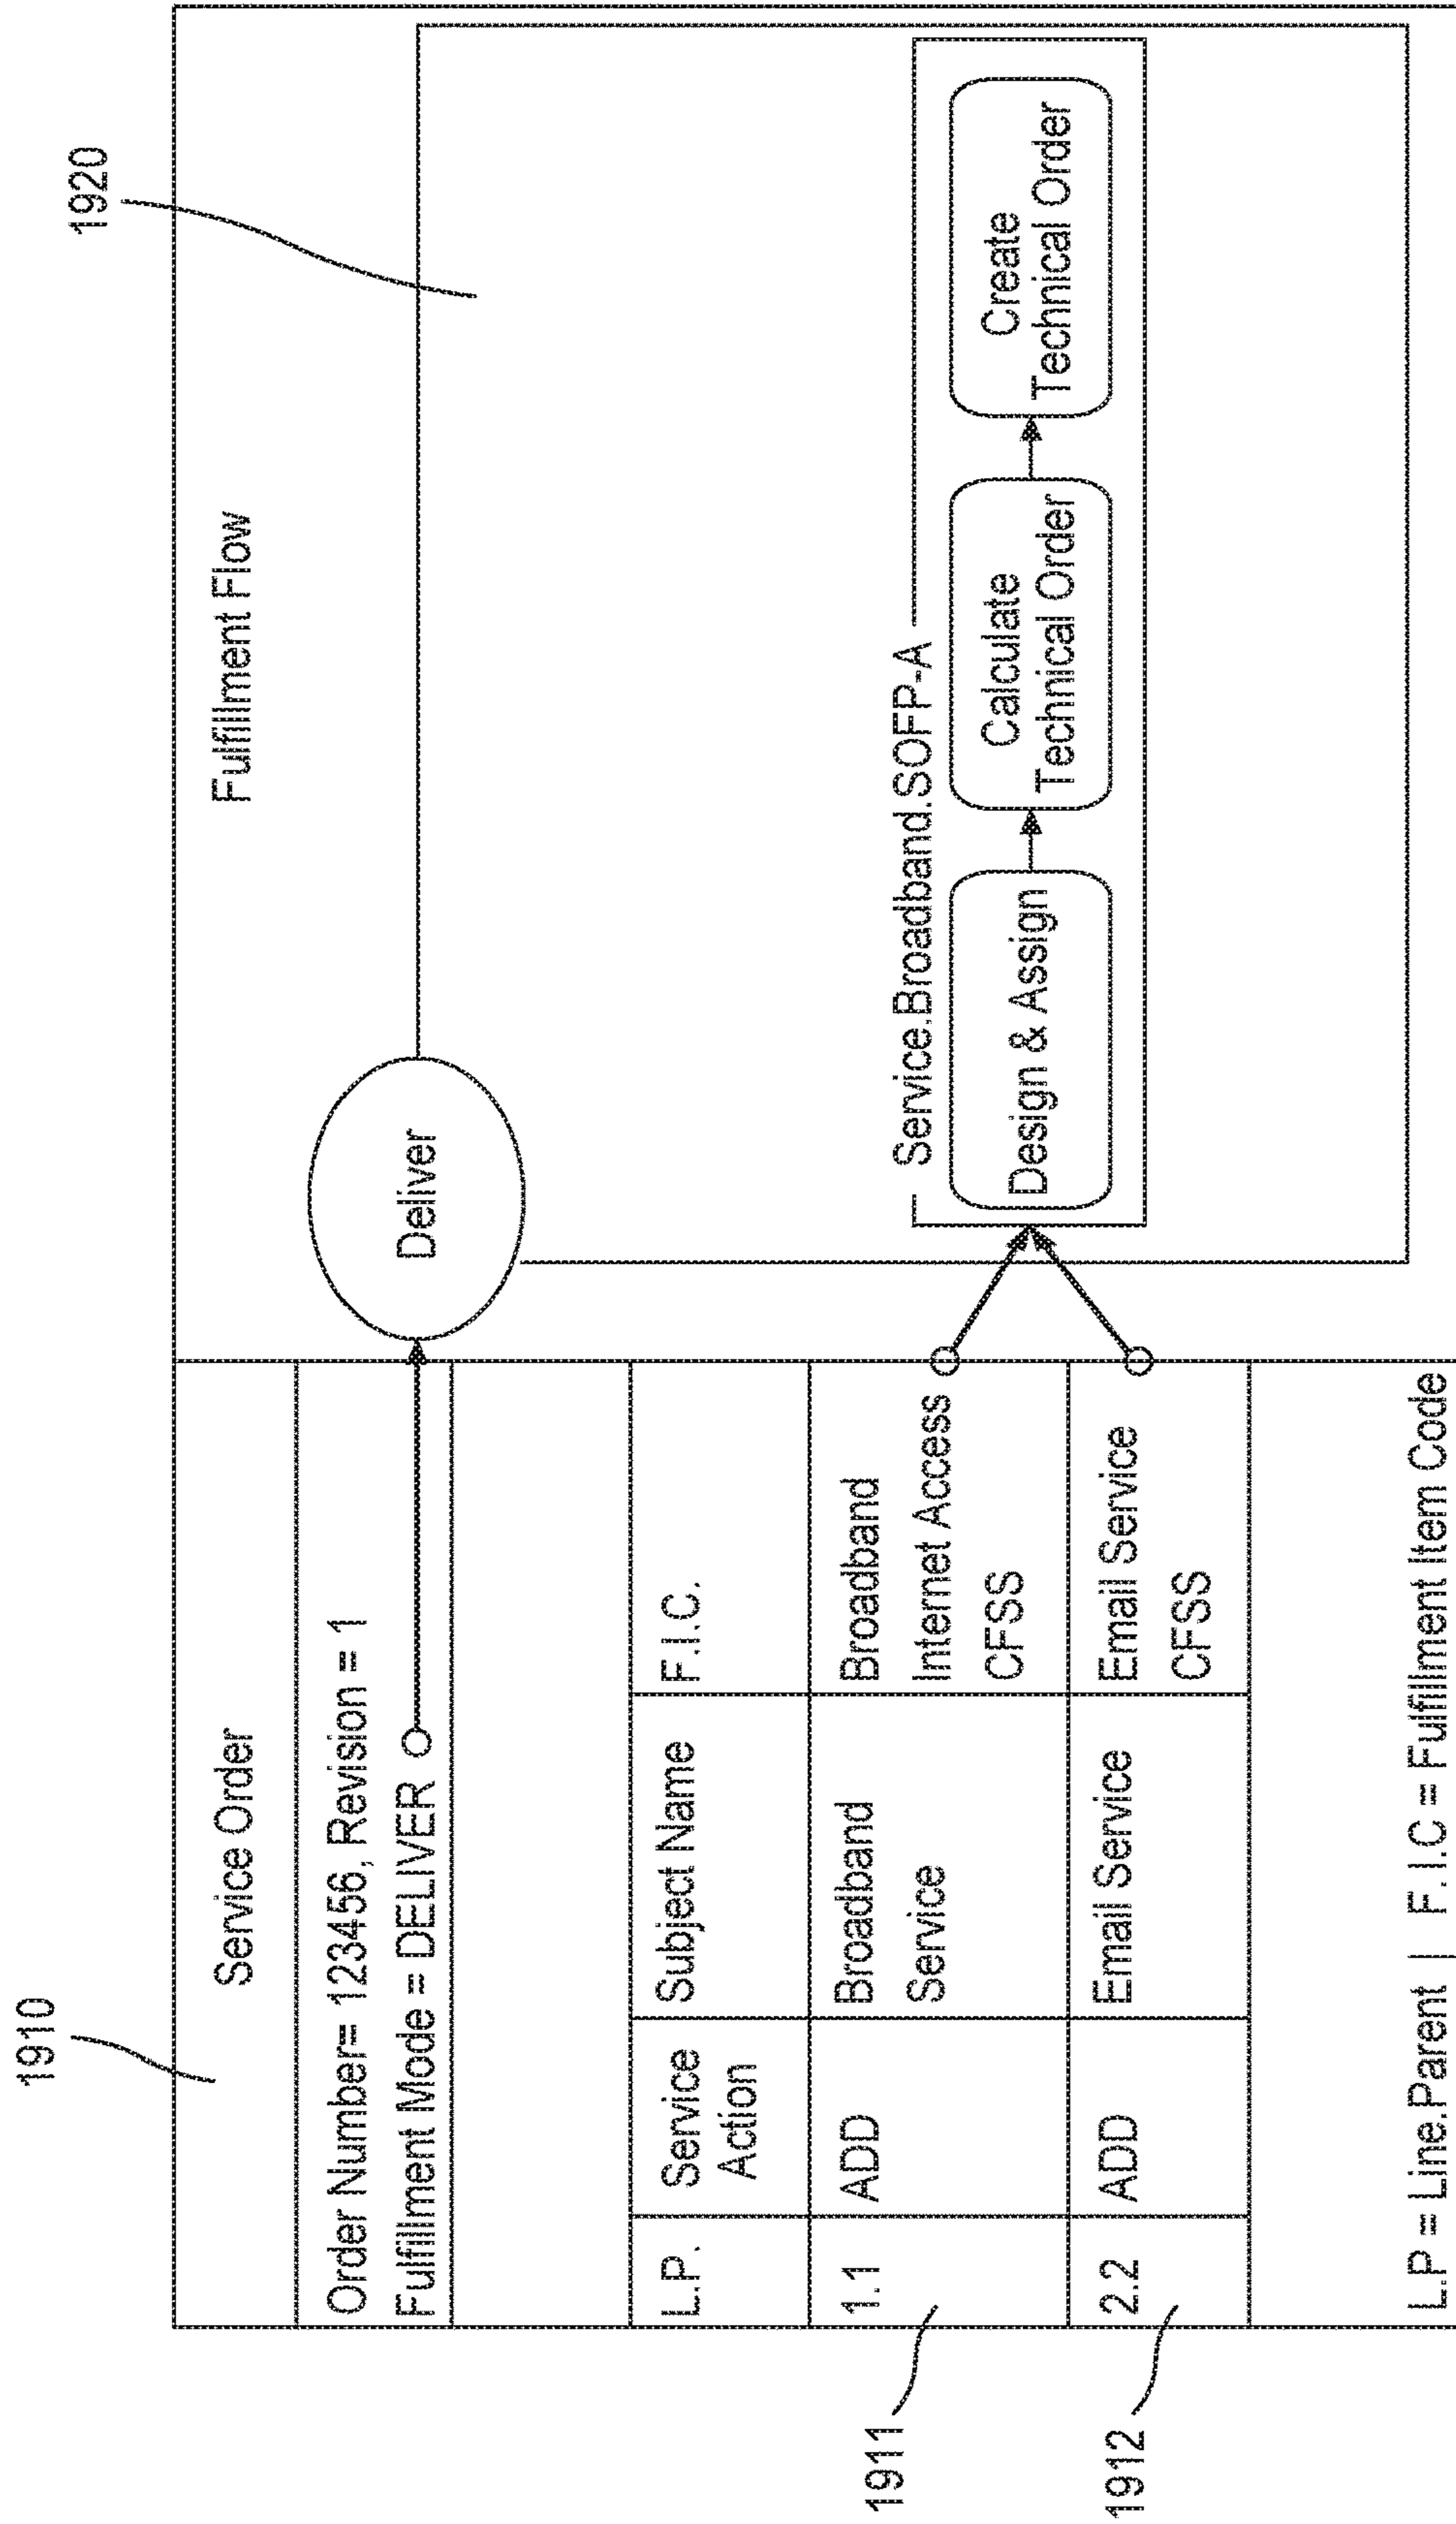 1910
1920
Service Order
Fulfillment Flow
Order Number= 123456, Revision = 1
Fulfillment Mode = DELIVER
Deliver
L.P.
Service
Action
Subject Name
F.I.C.
1911
1.1
ADD
Broadband
Service
Broadband
Internet Access
CFSS
1912
2.2
ADD
Email Service
Email Service
CFSS
Service.Broadband.SOFP-A
Design & Assign
Calculate
Technical Order
Create
Technical Order
L.P = Line.Parent | F.I.C = Fulfillment Item Code